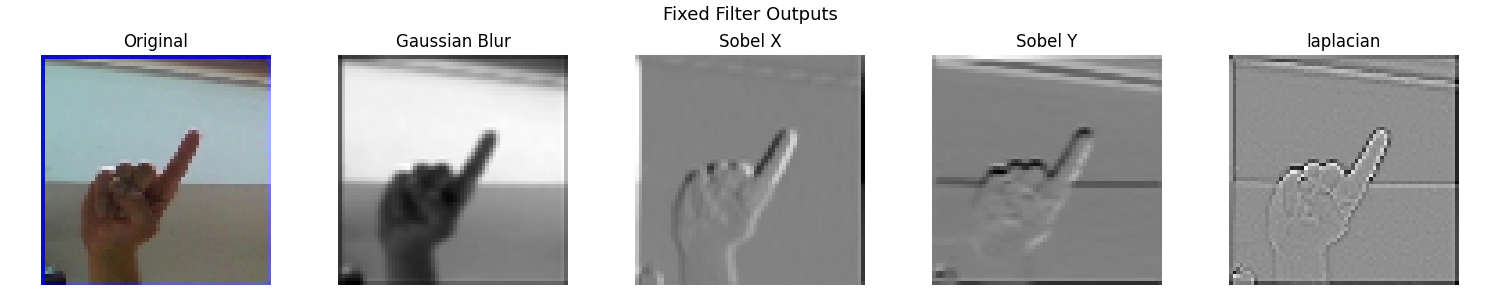 Fixed Filter Outputs
Original Gaussian Blur Sobel X Sobel Y laplacian